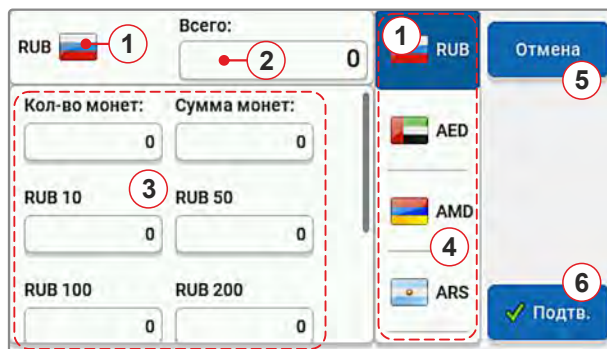 RUB
1
Всего:
2
0
Кол-во монет:
Сумма монет:
0
0
RUB 10
3
RUB 50
0
0
RUB 100
RUB 200
0
0
1
RUB
AED
AMD
4
ARS
Отмена
5
6
Подтв.